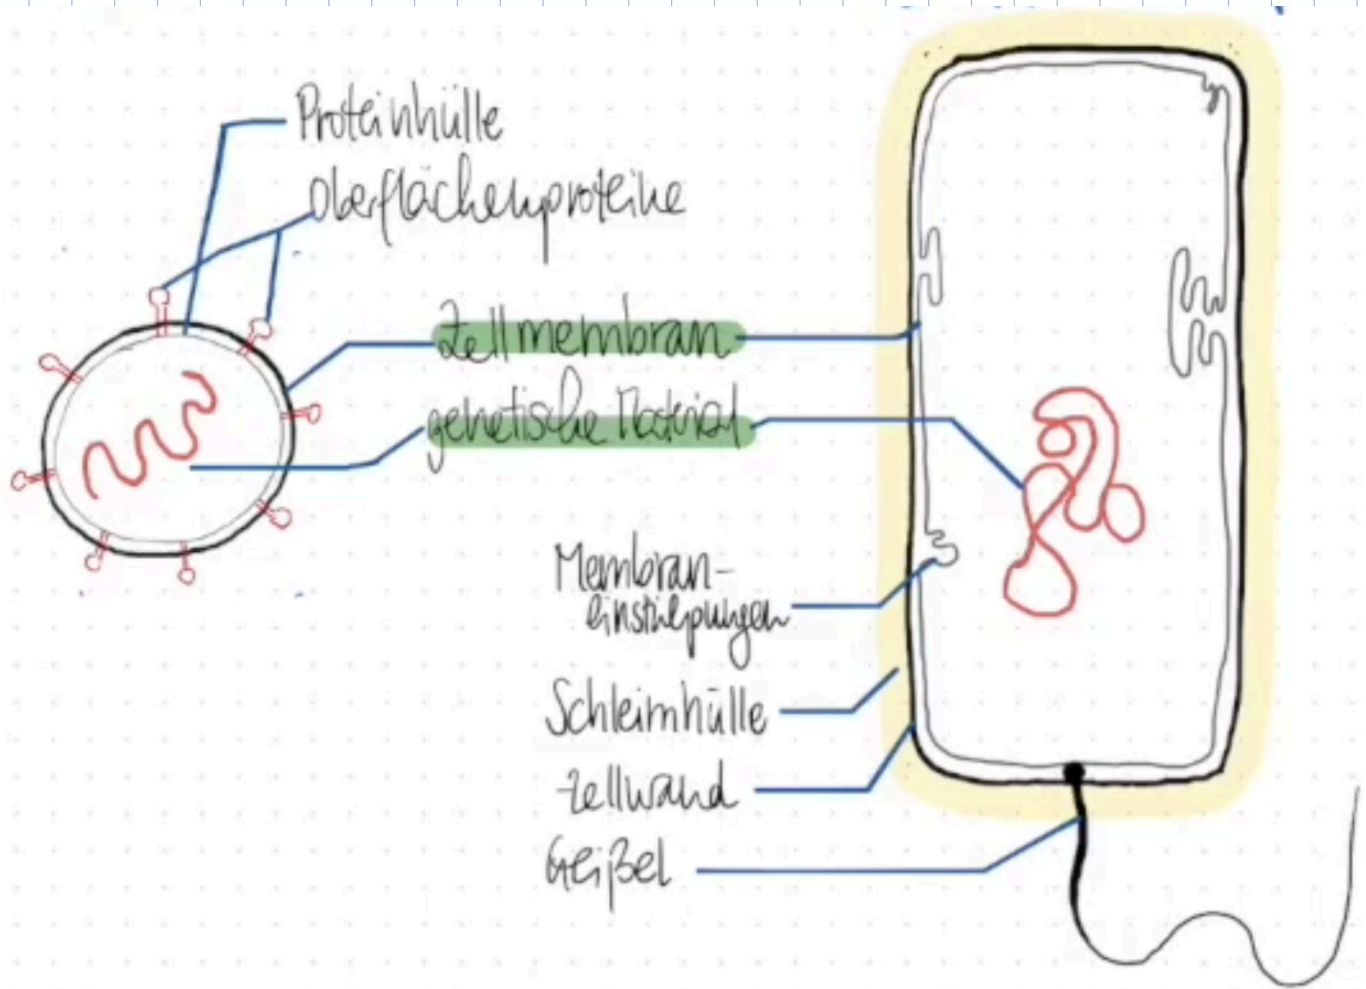 Proteinhülle
Oberflächenproteine
Zellmembran
genetische Material
Membran-
einstülpungen
Schleimhülle
Zellwand
Geißel